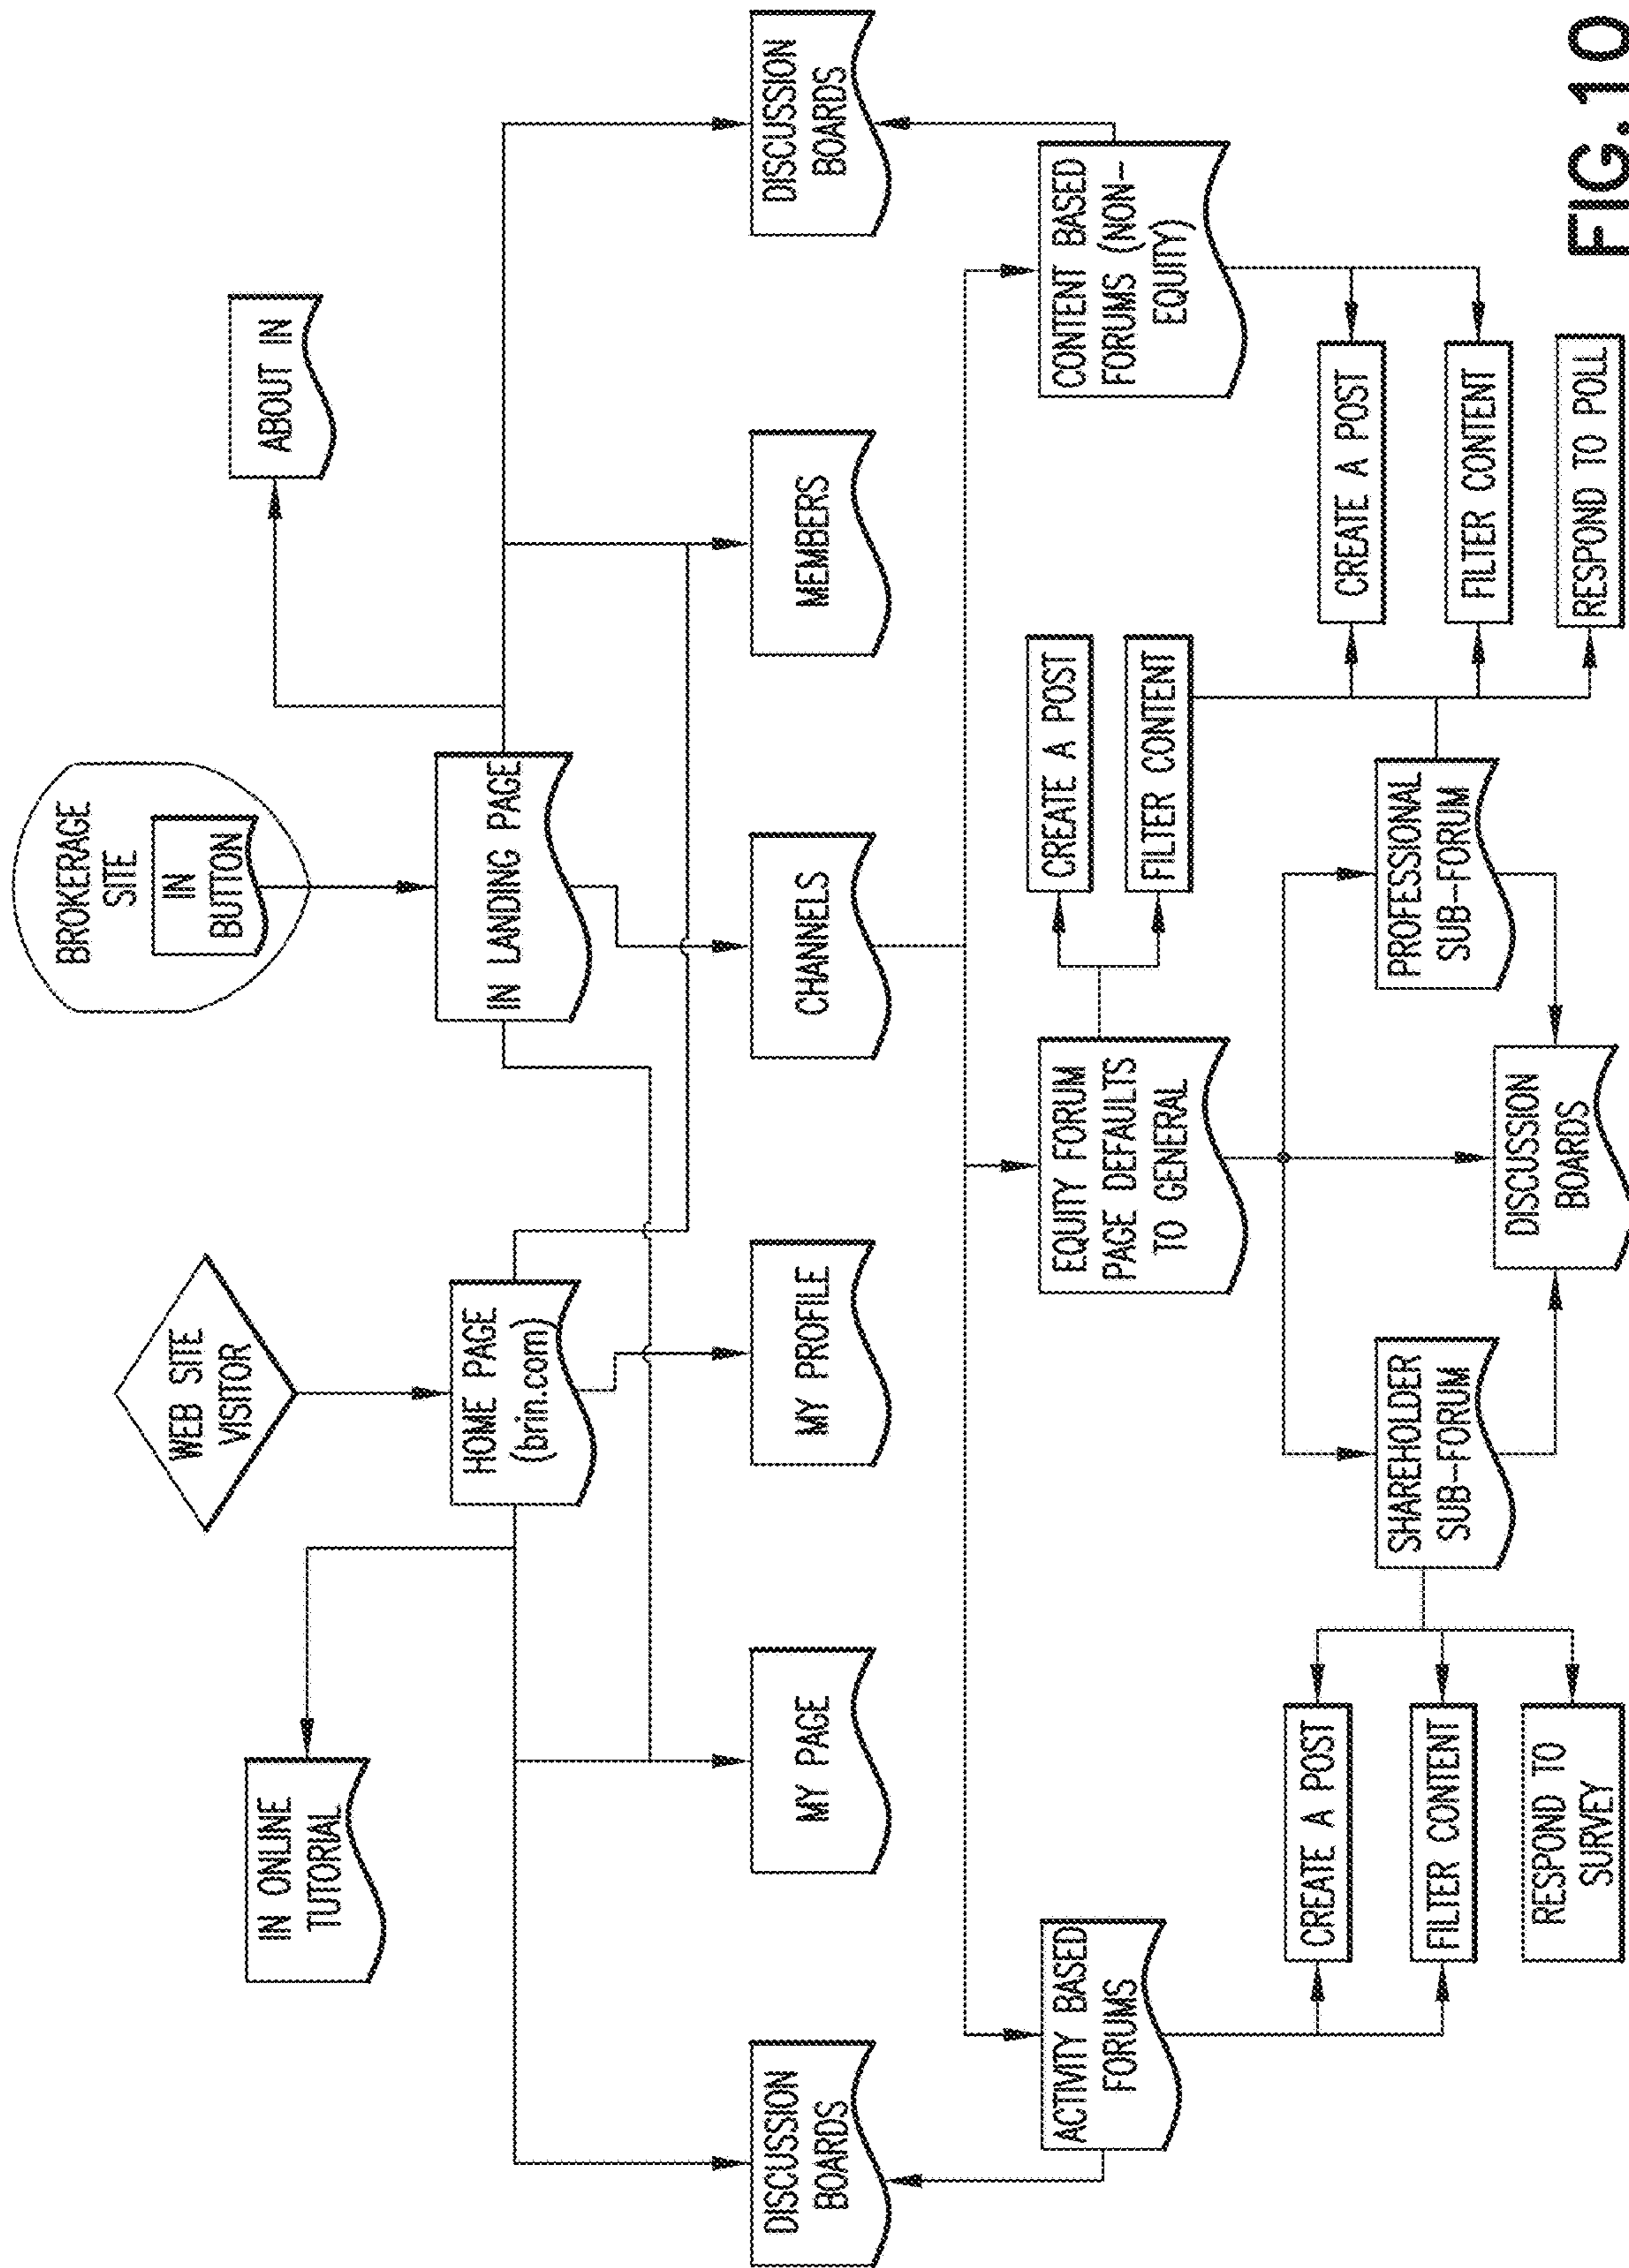 WEB SITE
VISITOR
BROKERAGE
SITE
IN
BUTTON
IN ONLINE
TUTORIAL
ABOUT IN
HOME PAGE
(brin.com)
IN LANDING PAGE
DISCUSSION
BOARDS
MY PAGE
MY PROFILE
CHANNELS
MEMBERS
DISCUSSION
BOARDS
ACTIVITY BASED
FORUMS
EQUITY FORUM
PAGE DEFAULTS
TO GENERAL
CREATE A POST
FILTER CONTENT
CONTENT BASED
FORUMS (NON-
EQUITY)
CREATE A POST
FILTER CONTENT
RESPOND TO
SURVEY
SHAREHOLDER
SUB-FORUM
PROFESSIONAL
SUB-FORUM
DISCUSSION
BOARDS
CREATE A POST
FILTER CONTENT
RESPOND TO POLL
FIG. 10